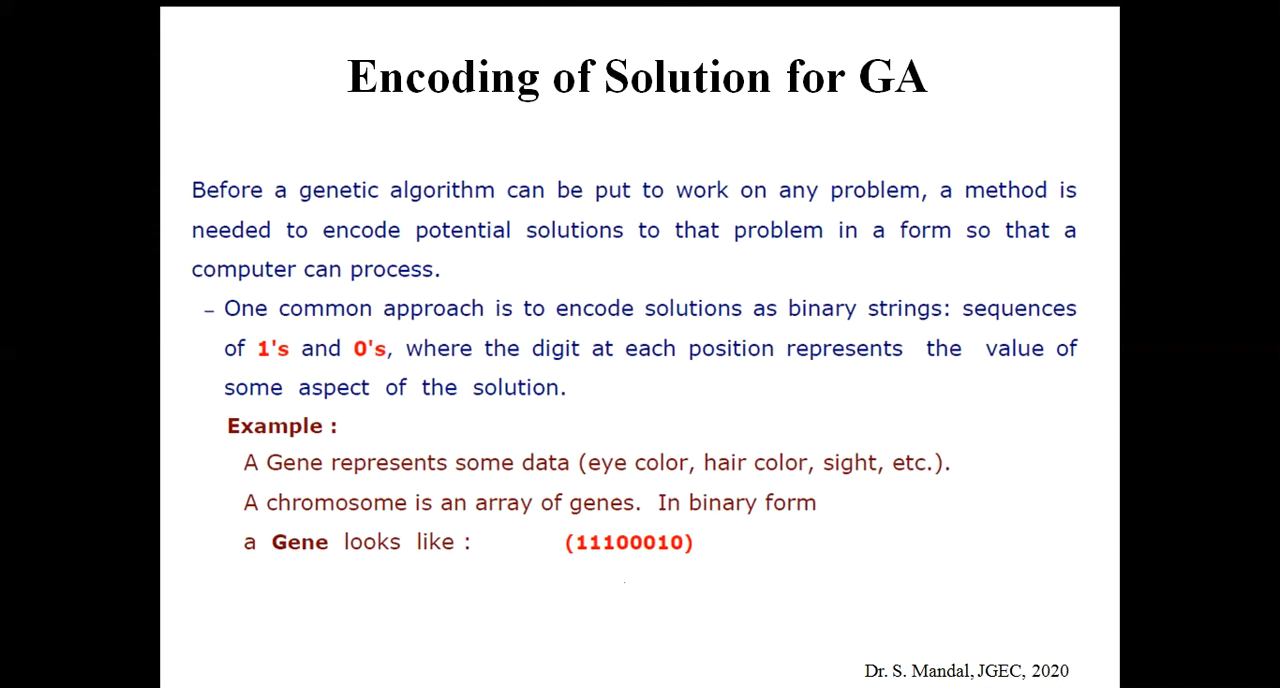 Encoding of Solution for GA
Before a genetic algorithm can be put to work on any problem, a method is
needed to encode potential solutions to that problem in a form so that a
computer can process.
– One common approach is to encode solutions as binary strings: sequences
of 1's and 0's, where the digit at each position represents the value of
some aspect of the solution.
Example :
A Gene represents some data (eye color, hair color, sight, etc.).
A chromosome is an array of genes. In binary form
a Gene looks like : (11100010)
Dr. S. Mandal, JGEC, 2020